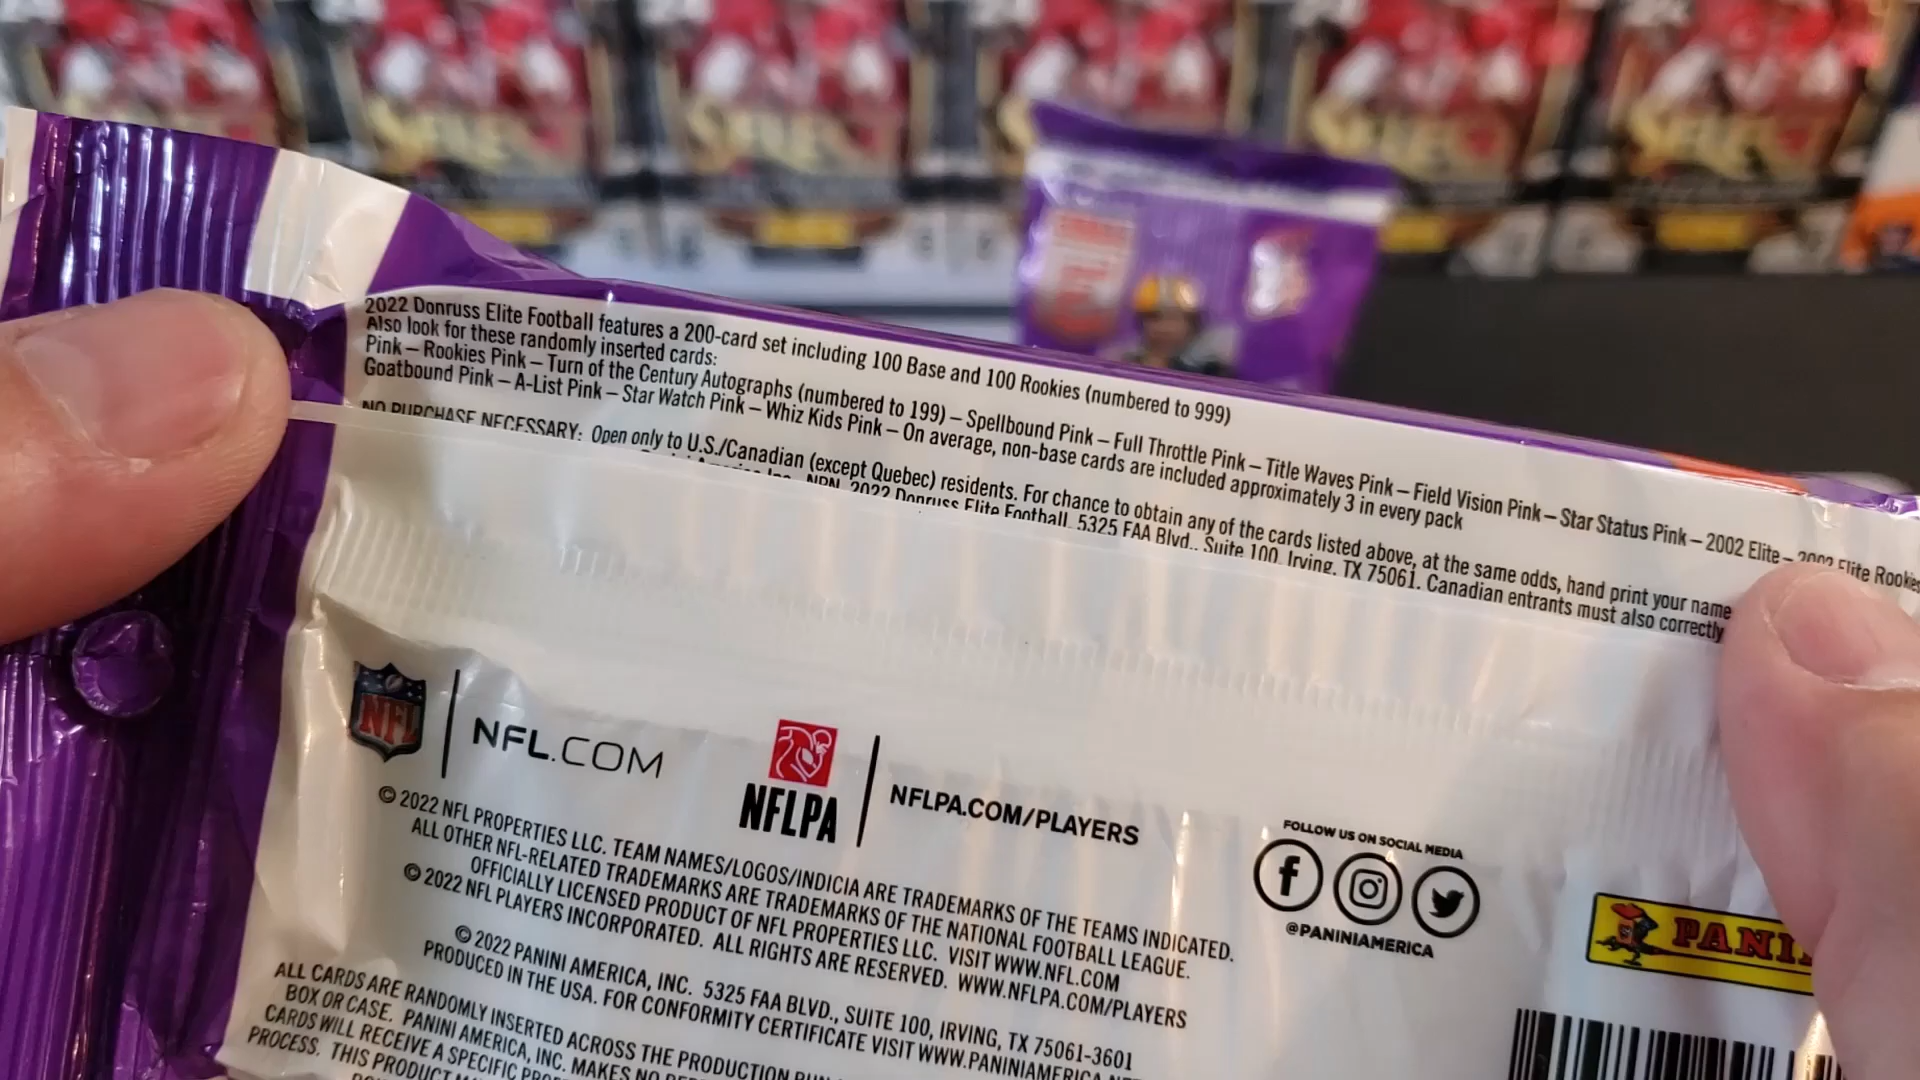 2022 Donruss Elite Football features a 200-card set including 100 Base and 100 Rookies (numbered to 999)
Also look for these randomly inserted cards:
Pink – Rookies Pink – Turn of the Century Autographs (numbered to 199) – Spellbound Pink – Full Throttle Pink – Title Waves Pink – Field Vision Pink – Star Status Pink – 2002 Elite – 2002 Elite Rookies
Goatbound Pink – A-List Pink – Star Watch Pink – Whiz Kids Pink – On average, non-base cards are included approximately 3 in every pack
NO PURCHASE NECESSARY: Open only to U.S./Canadian (except Quebec) residents. For chance to obtain any of the cards listed above, at the same odds, hand print your name
America Inc. NPN 2022 Donruss Elite Football, 5325 FAA Blvd., Suite 100, Irving, TX 75061. Canadian entrants must also correctly
NFL
NFL.COM
NFLPA
NFLPA.COM/PLAYERS
FOLLOW US ON SOCIAL MEDIA
@PANINIAMERICA
PANINI
© 2022 NFL PROPERTIES LLC. TEAM NAMES/LOGOS/INDICIA ARE TRADEMARKS OF THE TEAMS INDICATED.
ALL OTHER NFL-RELATED TRADEMARKS ARE TRADEMARKS OF THE NATIONAL FOOTBALL LEAGUE.
OFFICIALLY LICENSED PRODUCT OF NFL PROPERTIES LLC. VISIT WWW.NFL.COM
© 2022 NFL PLAYERS INCORPORATED. ALL RIGHTS ARE RESERVED. WWW.NFLPA.COM/PLAYERS
© 2022 PANINI AMERICA, INC. 5325 FAA BLVD., SUITE 100, IRVING, TX 75061-3601
PRODUCED IN THE USA. FOR CONFORMITY CERTIFICATE VISIT WWW.PANINIAMERICA.NET
ALL CARDS ARE RANDOMLY INSERTED ACROSS THE PRODUCTION RUN
BOX OR CASE. PANINI AMERICA, INC. MAKES NO
CARDS WILL RECEIVE A SPECIFIC
PROCESS. THIS PRODUCT
SELECT
SELECT
SELECT
SELECT
SELECT